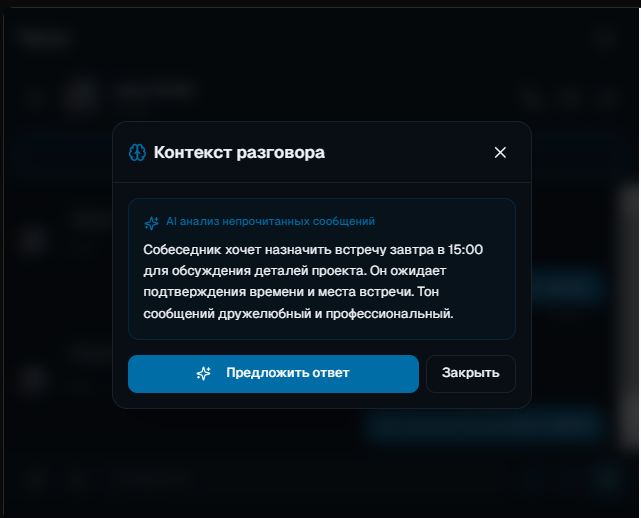 Контекст разговора
AI анализ непрочитанных сообщений
Собеседник хочет назначить встречу завтра в 15:00
для обсуждения деталей проекта. Он ожидает
подтверждения времени и места встречи. Тон
сообщений дружелюбный и профессиональный.
Предложить ответ
Закрыть